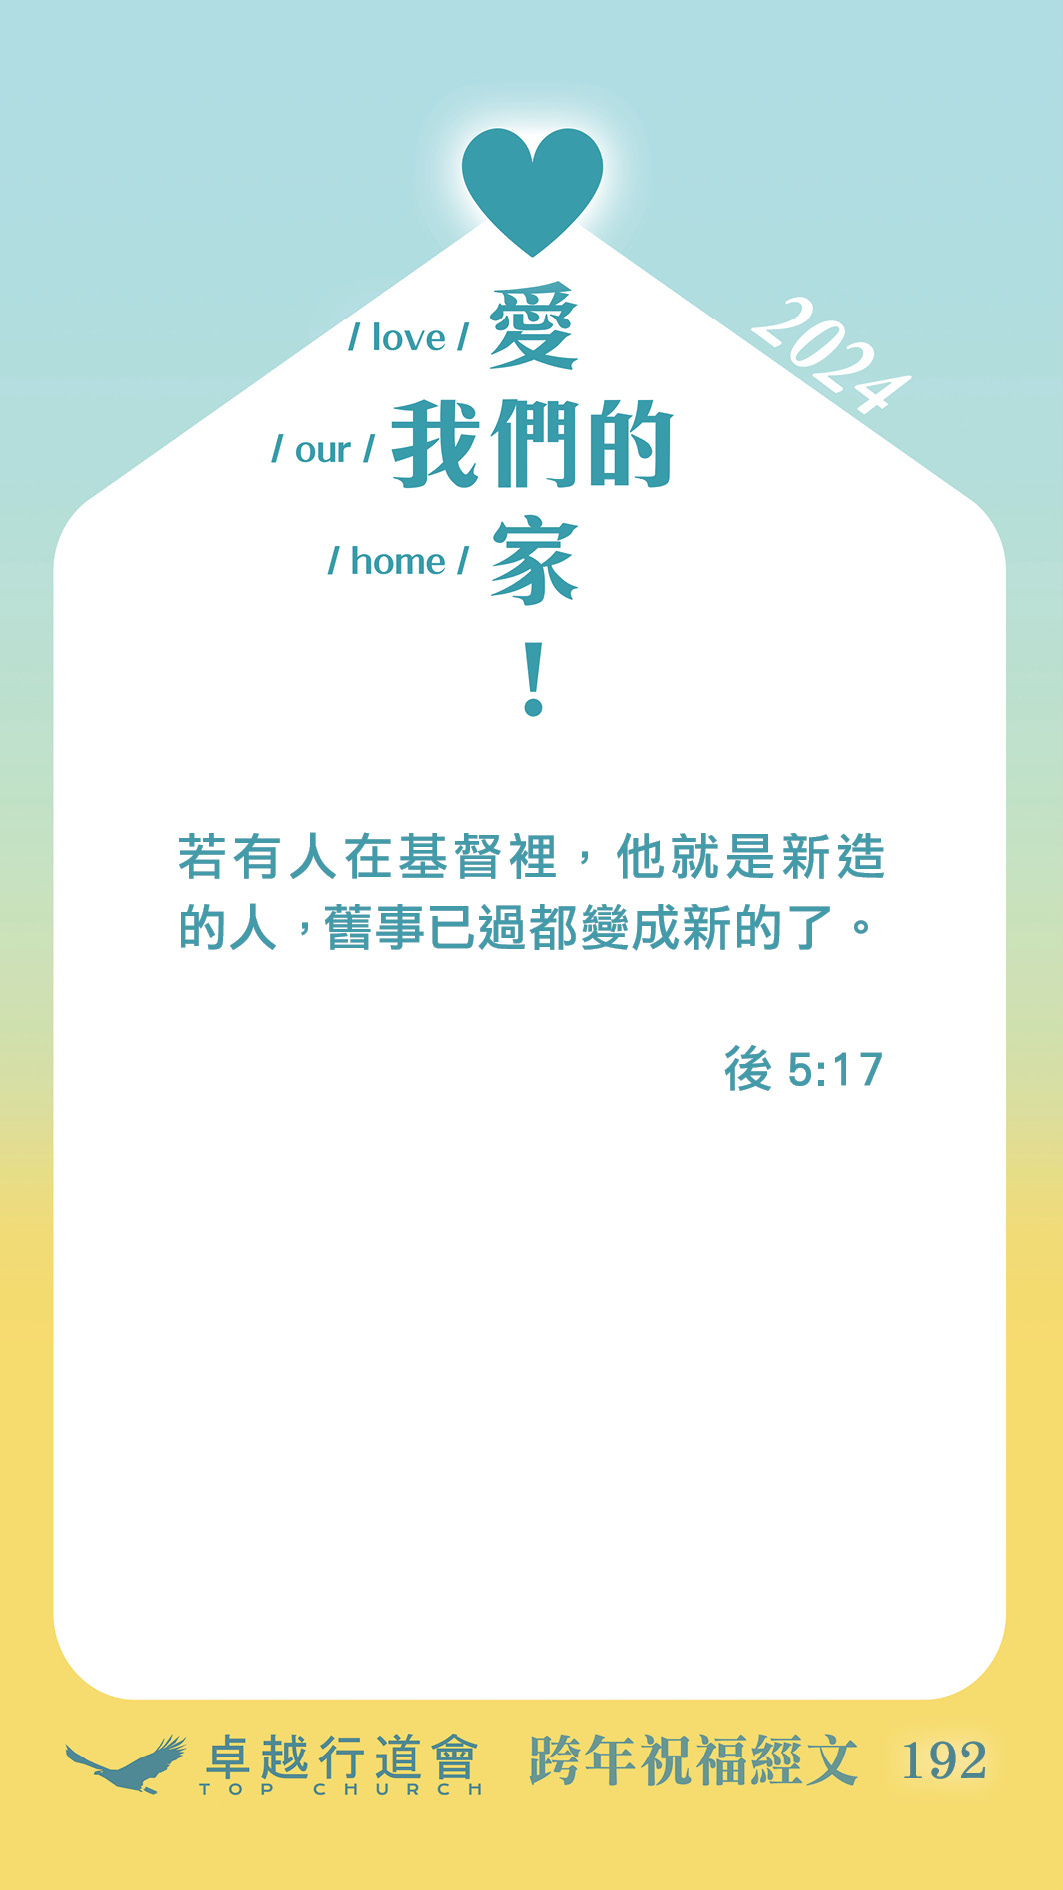 / love / 愛
2024
/ our / 我們的
/ home / 家
!
若有人在基督裡，他就是新造
的人，舊事已過都變成新的了。
後 5:17
卓越行道會
TOP CHURCH
跨年祝福經文 192